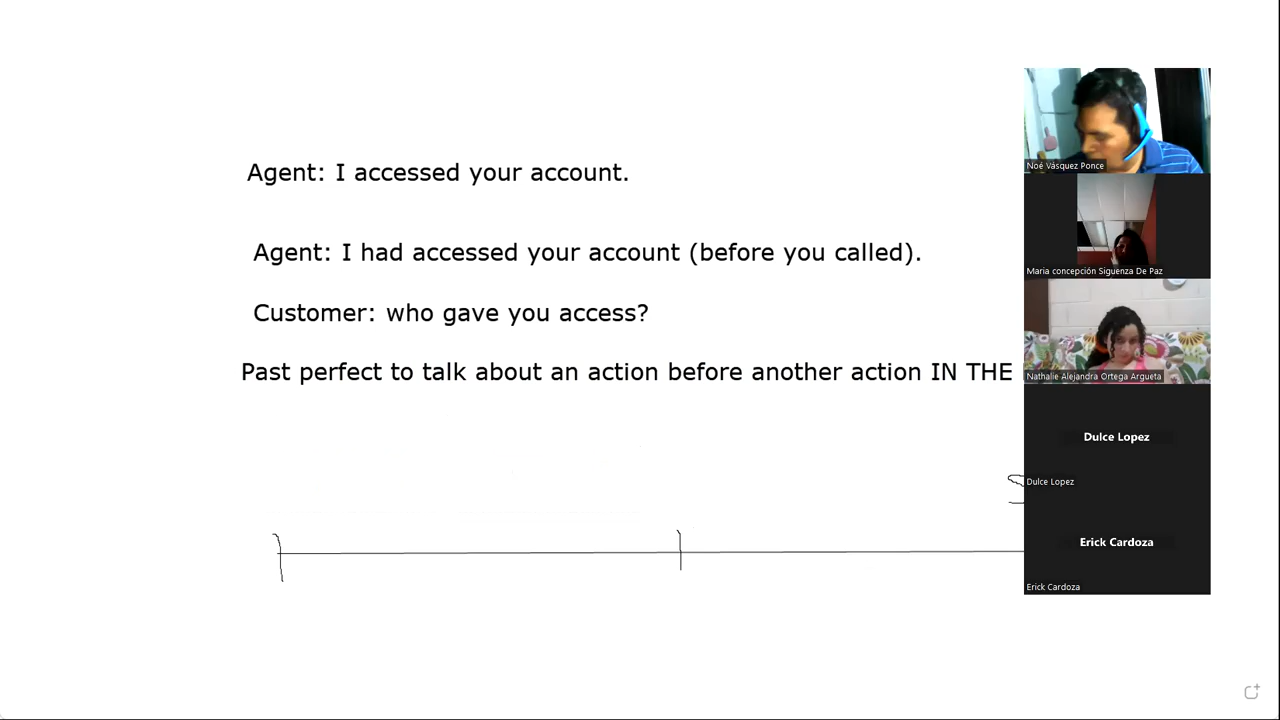 Agent: I accessed your account.
Agent: I had accessed your account (before you called).
Customer: who gave you access?
Past perfect to talk about an action before another action IN THE
S
Noé Vásquez Ponce
Maria concepción Siguenza De Paz
Nathalie Alejandra Ortega Argueta
Dulce Lopez
Dulce Lopez
Erick Cardoza
Erick Cardoza